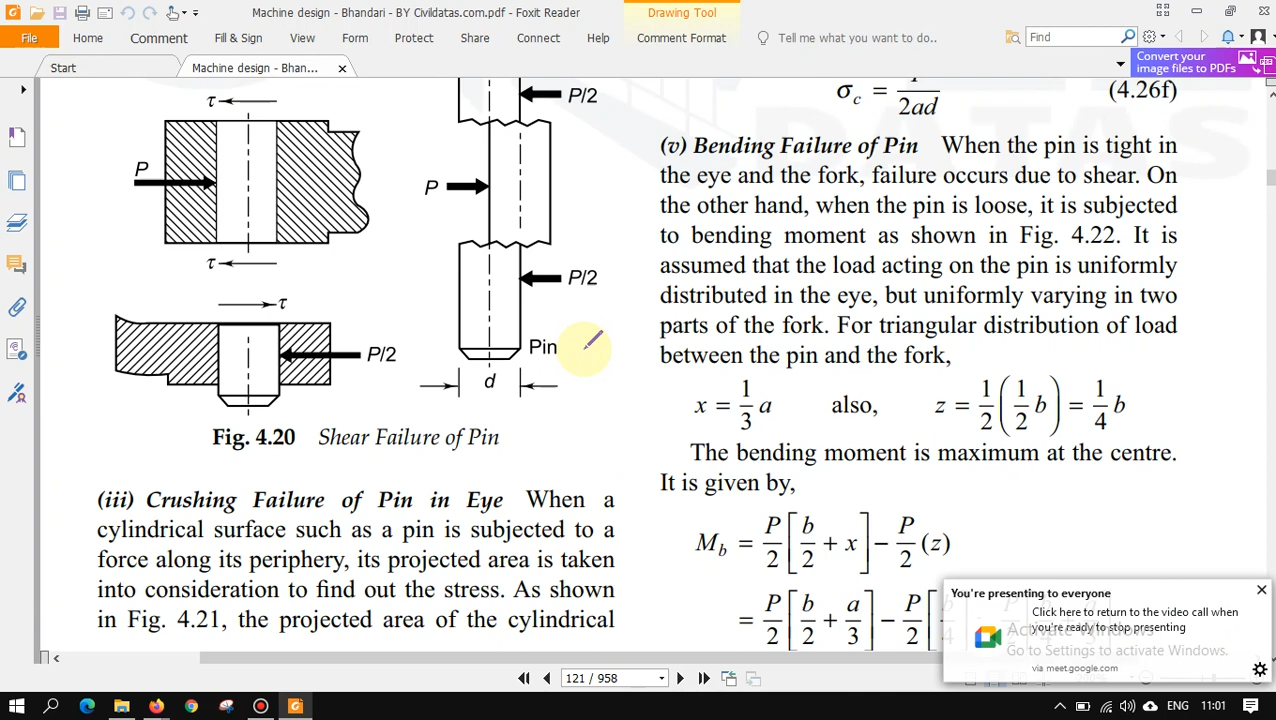 Machine design - Bhandari - BY Civildatas.com.pdf - Foxit Reader
Drawing Tool
File
Home
Comment
Fill & Sign
View
Form
Protect
Share
Connect
Help
Comment Format
Tell me what you want to do..
Find
Start
Machine design - Bhan...
Convert your
image files to PDFs
τ
P
τ
τ
P/2
P/2
P
P/2
Pin
d
Fig. 4.20 Shear Failure of Pin
(iii) Crushing Failure of Pin in Eye When a
cylindrical surface such as a pin is subjected to a
force along its periphery, its projected area is taken
into consideration to find out the stress. As shown
in Fig. 4.21, the projected area of the cylindrical
σc = P/2ad (4.26f)
(v) Bending Failure of Pin When the pin is tight in
the eye and the fork, failure occurs due to shear. On
the other hand, when the pin is loose, it is subjected
to bending moment as shown in Fig. 4.22. It is
assumed that the load acting on the pin is uniformly
distributed in the eye, but uniformly varying in two
parts of the fork. For triangular distribution of load
between the pin and the fork,
x = 1/3 a also, z = 1/2 (1/2 b) = 1/4 b
The bending moment is maximum at the centre.
It is given by,
Mb = P/2 [b/2 + x] − P/2 (z)
= P/2 [b/2 + a/3] − P/2 [
You're presenting to everyone
Click here to return to the video call when
you're ready to stop presenting
via meet.google.com
Activate Windows
Go to Settings to activate Windows.
121 / 958
ENG
11:01